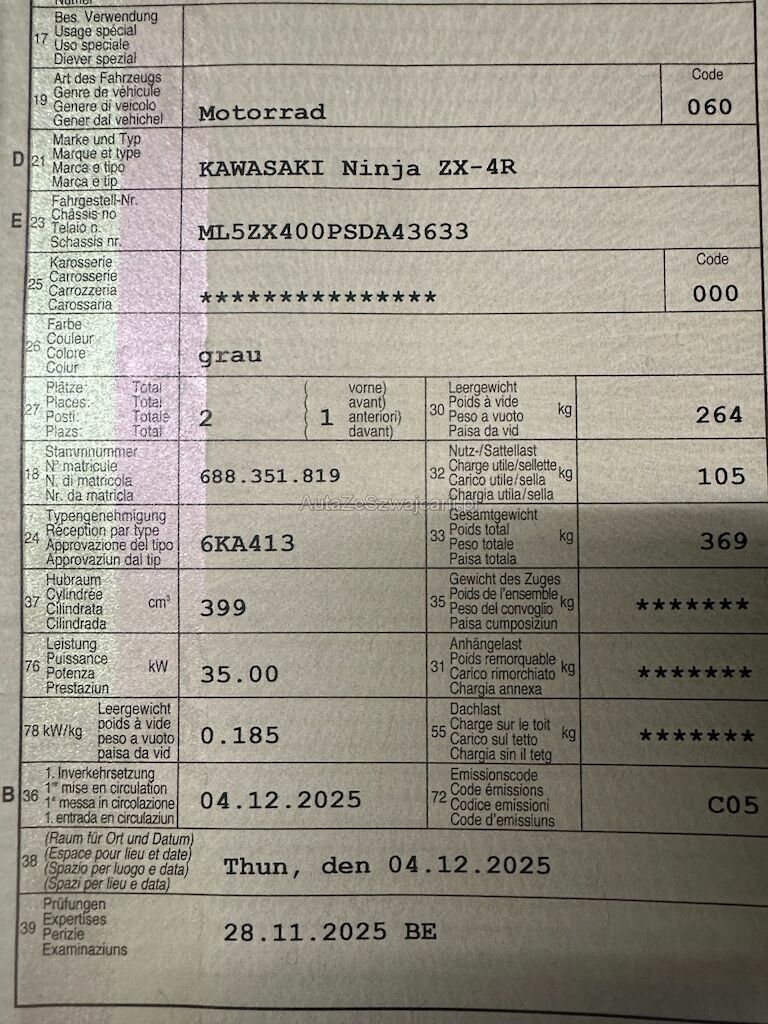 17 Bes. Verwendung
Usage spécial
Uso speciale
Diever spezial
19 Art des Fahrzeugs
Genre de véhicule
Genere di veicolo
Gener dal vehichel
Motorrad
Code
060
D 21 Marke und Typ
Marque et type
Marca e tipo
Marca e tip
KAWASAKI Ninja ZX-4R
E 23 Fahrgestell-Nr.
Châssis no
Telaio n.
Schassis nr.
ML5ZX400PSDA43633
25 Karosserie
Carrosserie
Carrozzeria
Carossaria
***************
Code
000
26 Farbe
Couleur
Colore
Colur
grau
27 Plätze: Total
Places: Total
Posti: Totale
Plazs: Total
2
( vorne)
( avant)
( 1 anteriori)
( davant)
30 Leergewicht
Poids à vide
Peso a vuoto
Paisa da vid
kg
264
18 Stammnummer
N° matricule
N. di matricola
Nr. da matricla
688.351.819
32 Nutz-/Sattellast
Charge utile/sellette
Carico utile/sella
Chargia utila/sella
kg
105
AutaZeSzwajcarii.pl
24 Typengenehmigung
Réception par type
Approvazione del tipo
Approvaziun dal tip
6KA413
33 Gesamtgewicht
Poids total
Peso totale
Paisa totala
kg
369
37 Hubraum
Cylindrée
Cilindrata
Cilindrada
cm³
399
35 Gewicht des Zuges
Poids de l'ensemble
Peso del convoglio
Paisa cumposiziun
kg
*******
76 Leistung
Puissance
Potenza
Prestaziun
kW
35.00
31 Anhängelast
Poids remorquable
Carico rimorchiato
Chargia annexa
kg
*******
78 kW/kg
Leergewicht
poids à vide
peso a vuoto
paisa da vid
0.185
55 Dachlast
Charge sur le toit
Carico sul tetto
Chargia sin il tetg
kg
*******
B 36 1. Inverkehrsetzung
1re mise en circulation
1a messa in circolazione
1. entrada en circulaziun
04.12.2025
72 Emissionscode
Code émissions
Codice emissioni
Code d'emissiuns
C05
38 (Raum für Ort und Datum)
(Espace pour lieu et date)
(Spazio per luogo e data)
(Spazi per lieu e data)
Thun, den 04.12.2025
39 Prüfungen
Expertises
Perizie
Examinaziuns
28.11.2025 BE